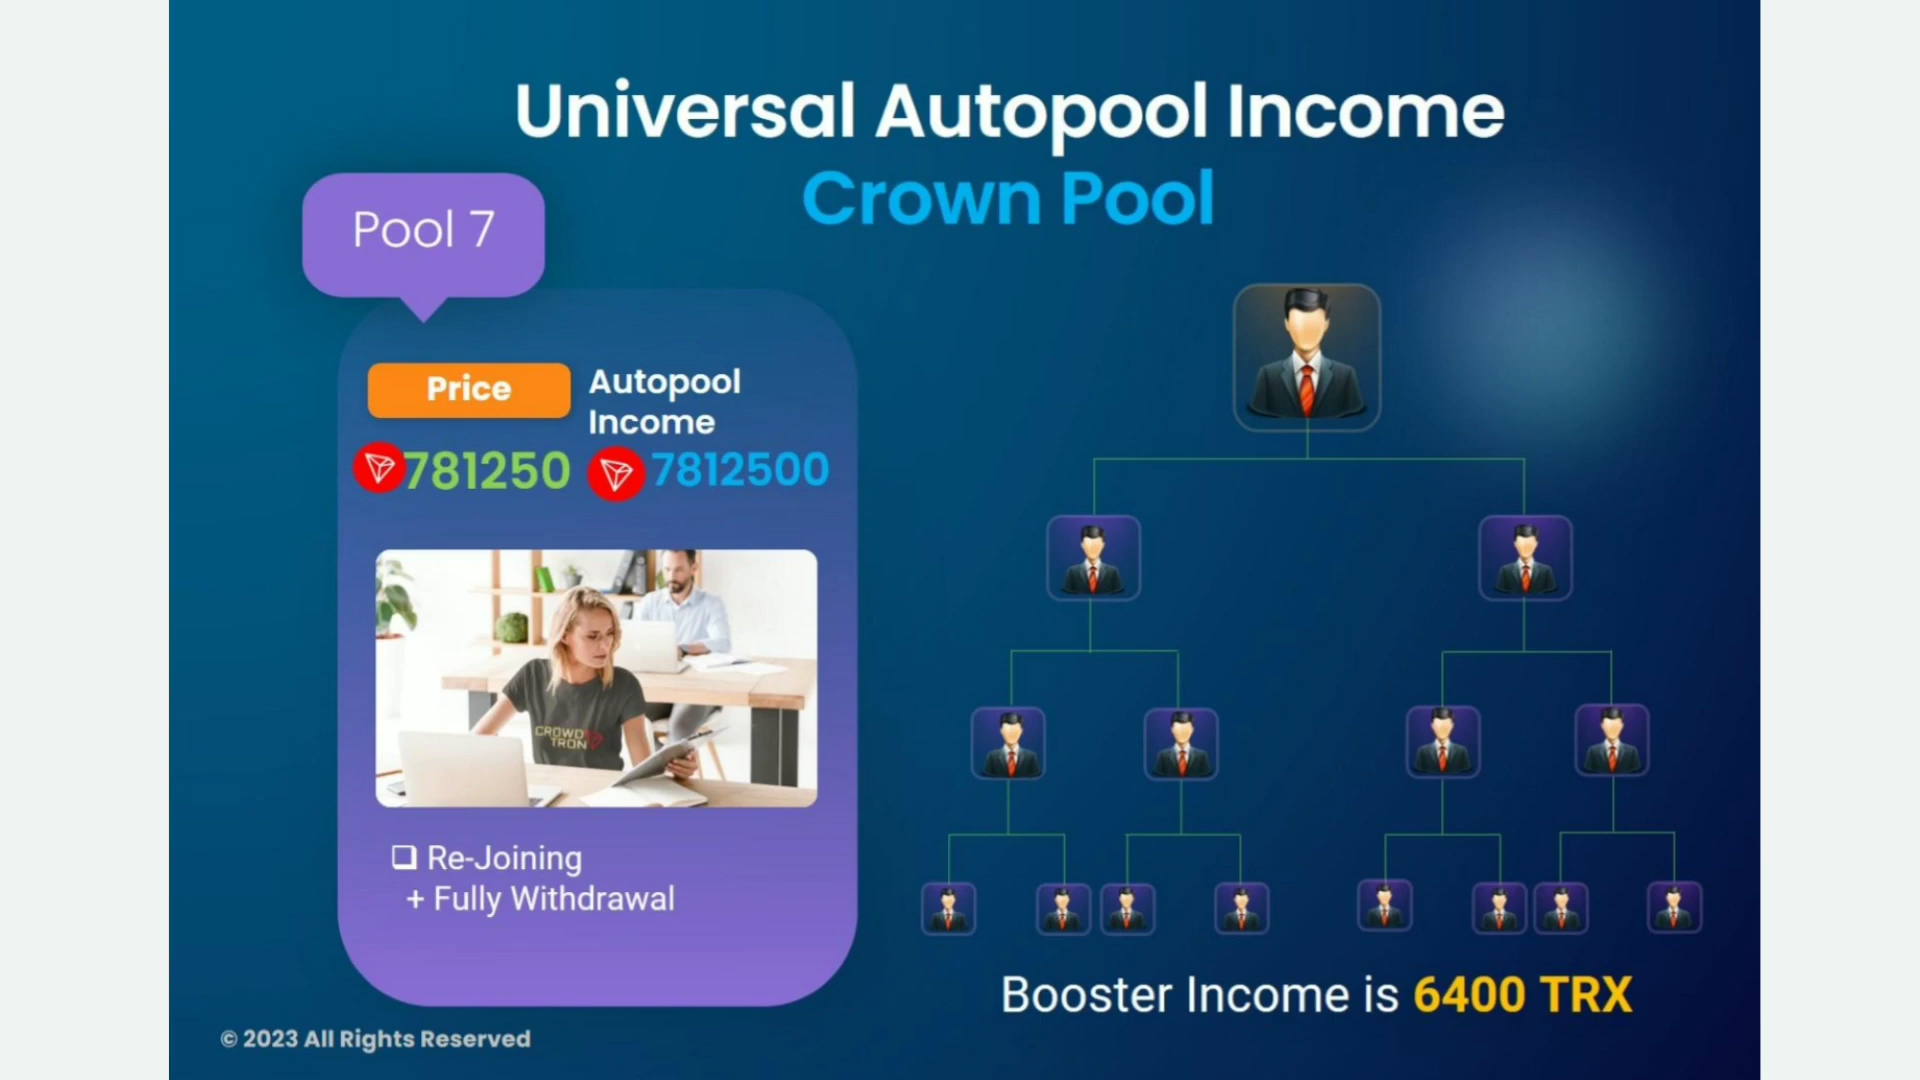 Universal Autopool Income
Crown Pool
Pool 7
Price
Autopool
Income
781250
7812500
CROWD
TRON
❑ Re-Joining
+ Fully Withdrawal
Booster Income is 6400 TRX
© 2023 All Rights Reserved